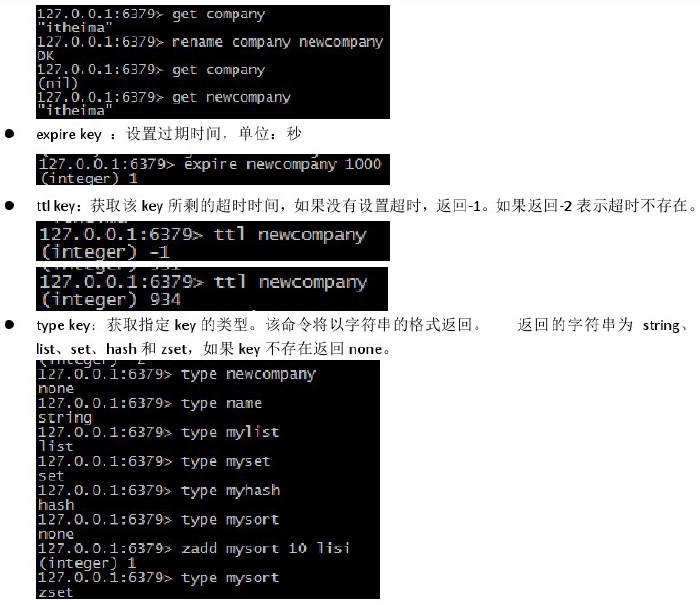 127.0.0.1:6379> get company
"itheima"
127.0.0.1:6379> rename company newcompany
OK
127.0.0.1:6379> get company
(nil)
127.0.0.1:6379> get newcompany
"itheima"
● expire key ：设置过期时间，单位：秒
127.0.0.1:6379> expire newcompany 1000
(integer) 1
● ttl key：获取该 key 所剩的超时时间，如果没有设置超时，返回-1。如果返回-2 表示超时不存在。
127.0.0.1:6379> ttl newcompany
(integer) -1
127.0.0.1:6379> ttl newcompany
(integer) 934
● type key：获取指定 key 的类型。该命令将以字符串的格式返回。 返回的字符串为 string、
list、set、hash 和 zset，如果 key 不存在返回 none。
127.0.0.1:6379> type newcompany
none
127.0.0.1:6379> type name
string
127.0.0.1:6379> type mylist
list
127.0.0.1:6379> type myset
set
127.0.0.1:6379> type myhash
hash
127.0.0.1:6379> type mysort
none
127.0.0.1:6379> zadd mysort 10 lisi
(integer) 1
127.0.0.1:6379> type mysort
zset